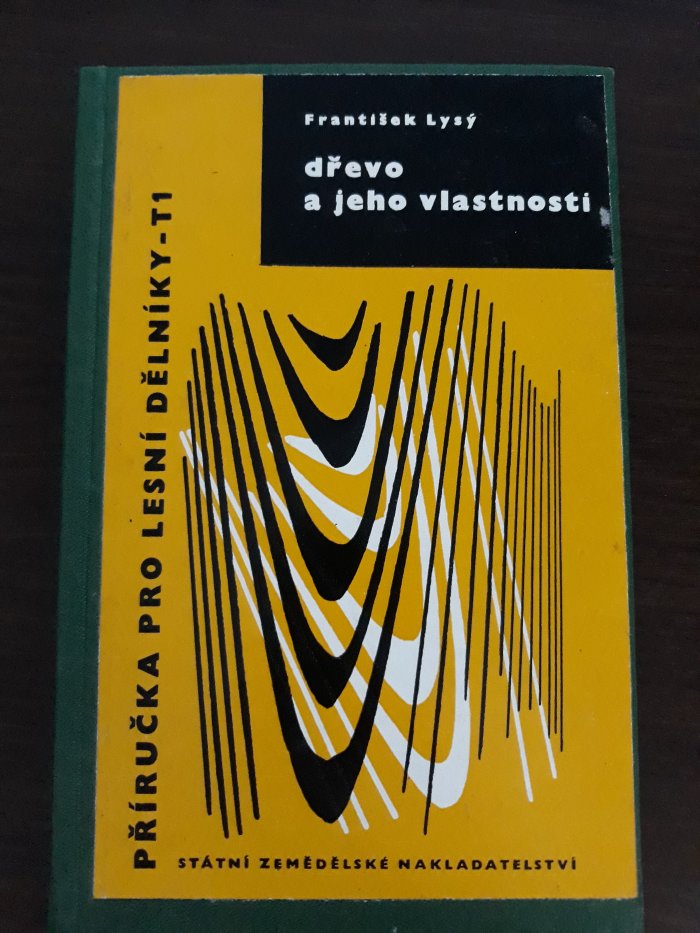 František Lysý
dřevo
a jeho vlastnosti
PŘÍRUČKA PRO LESNÍ DĚLNÍKY-T1
STÁTNÍ ZEMĚDĚLSKÉ NAKLADATELSTVÍ